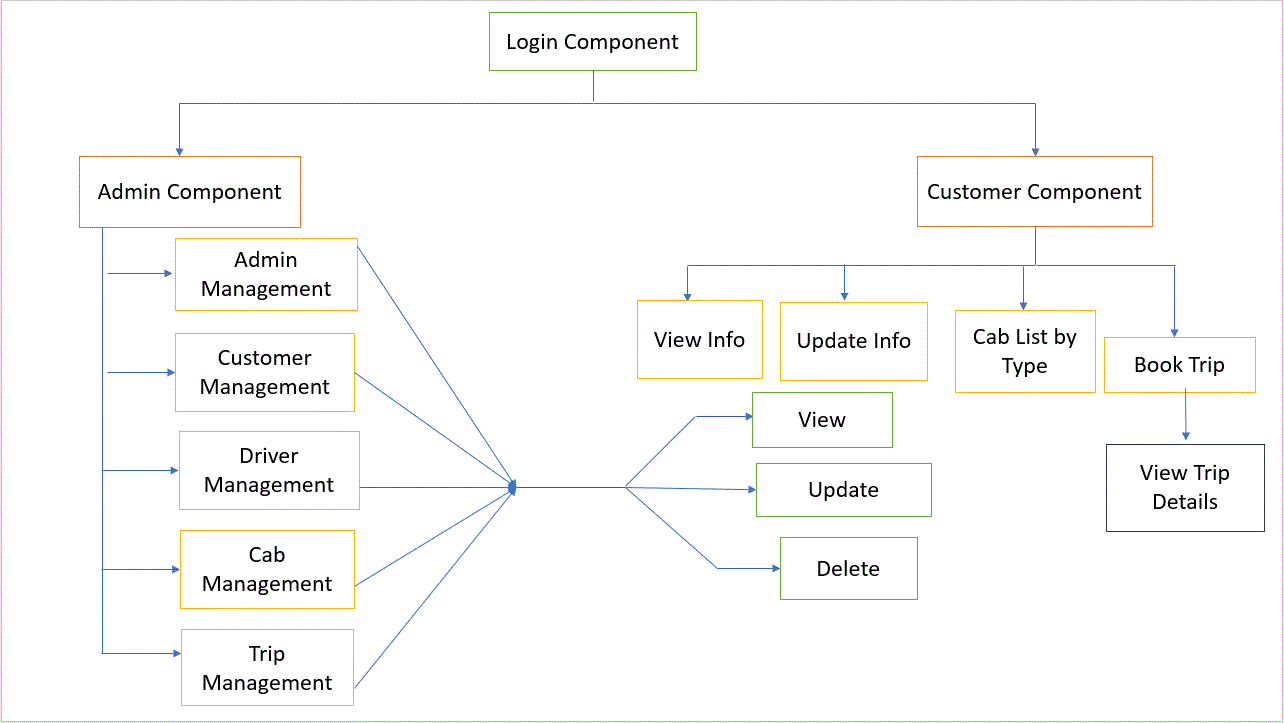 Login Component
Admin Component
Customer Component
Admin
Management
Customer
Management
Driver
Management
Cab
Management
Trip
Management
View Info
Update Info
Cab List by
Type
Book Trip
View
Update
Delete
View Trip
Details